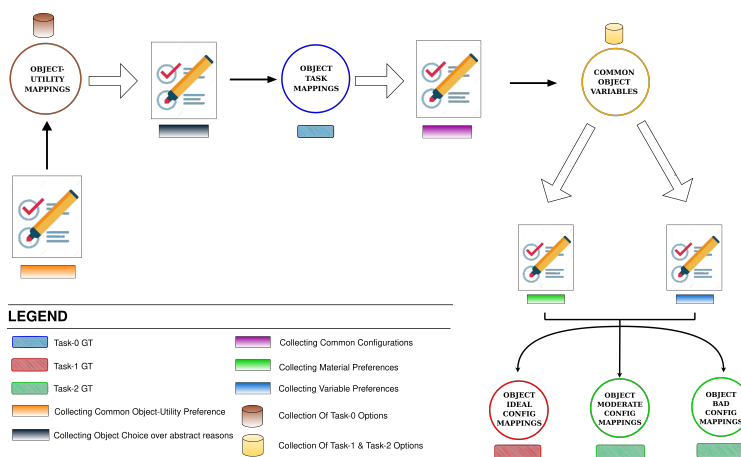 OBJECT-
UTILITY
MAPPINGS
OBJECT
TASK
MAPPINGS
COMMON
OBJECT
VARIABLES
LEGEND
Task-0 GT
Task-1 GT
Task-2 GT
Collecting Common Object-Utility Preference
Collecting Object Choice over abstract reasons
Collecting Common Configurations
Collecting Material Preferences
Collecting Variable Preferences
Collection Of Task-0 Options
Collection Of Task-1 & Task-2 Options
OBJECT
IDEAL
CONFIG
MAPPINGS
OBJECT
MODERATE
CONFIG
MAPPINGS
OBJECT
BAD
CONFIG
MAPPINGS